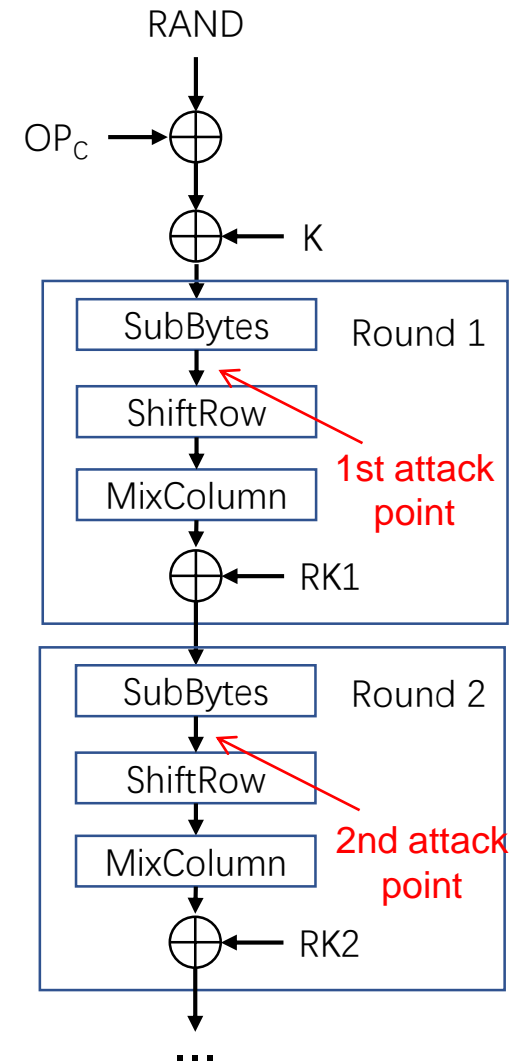 RAND
OPC
K
SubBytes
Round 1
ShiftRow
1st attack
point
MixColumn
RK1
SubBytes
Round 2
ShiftRow
2nd attack
point
MixColumn
RK2
...